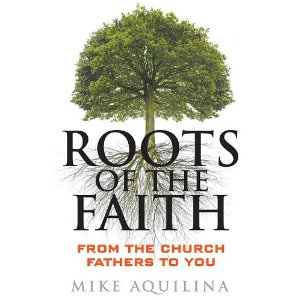 ROOTS
OF THE
FAITH
FROM THE CHURCH
FATHERS TO YOU
MIKE AQUILINA